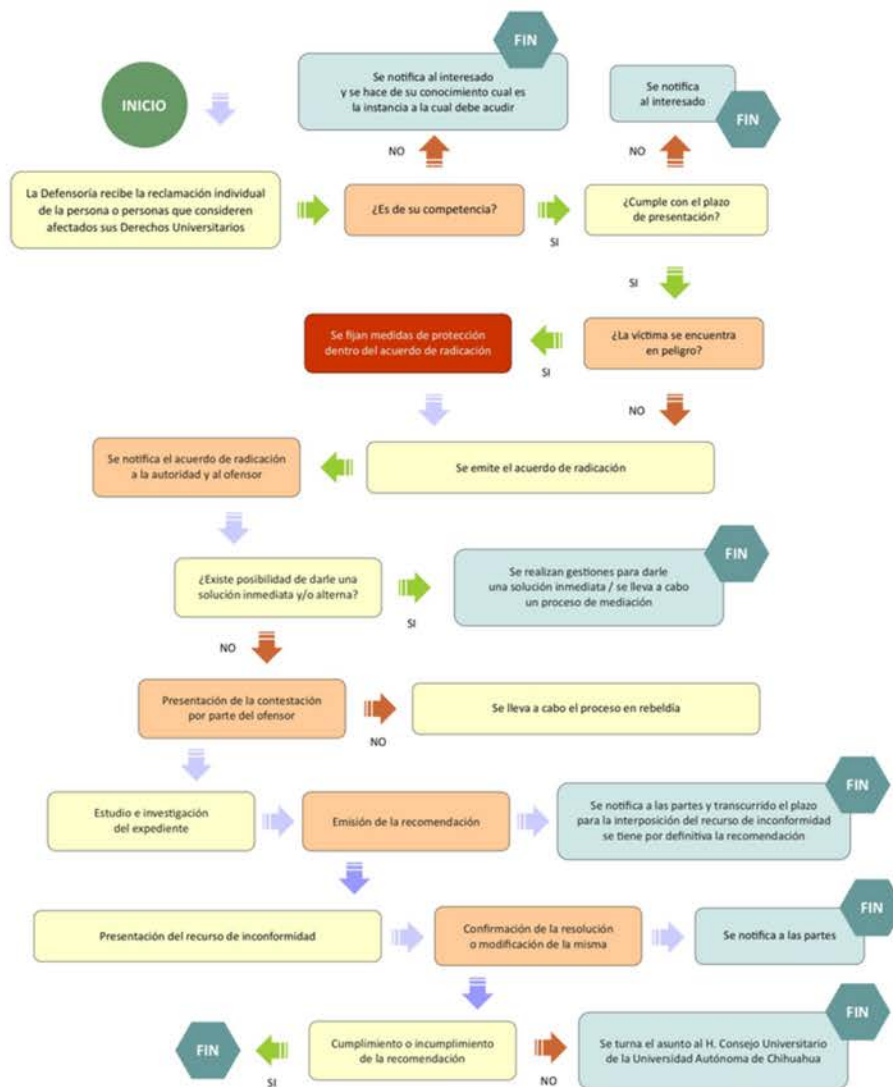 FIN
Se notifica al interesado
y se hace de su conocimiento cual es
la instancia a la cual debe acudir
Se notifica
al interesado
FIN
INICIO
NO
NO
La Defensoría recibe la reclamación individual
de la persona o personas que consideren
afectados sus Derechos Universitarios
¿Es de su competencia?
SI
¿Cumple con el plazo
de presentación?
SI
Se fijan medidas de protección
dentro del acuerdo de radicación
SI
¿La víctima se encuentra
en peligro?
NO
Se notifica el acuerdo de radicación
a la autoridad y al ofensor
Se emite el acuerdo de radicación
¿Existe posibilidad de darle una
solución inmediata y/o alterna?
SI
Se realizan gestiones para darle
una solución inmediata / se lleva a cabo
un proceso de mediación
FIN
NO
Presentación de la contestación
por parte del ofensor
NO
Se lleva a cabo el proceso en rebeldía
Estudio e investigación
del expediente
Emisión de la recomendación
Se notifica a las partes y transcurrido el plazo
para la interposición del recurso de inconformidad
se tiene por definitiva la recomendación
FIN
Presentación del recurso de inconformidad
Confirmación de la resolución
o modificación de la misma
Se notifica a las partes
FIN
FIN
SI
Cumplimiento o incumplimiento
de la recomendación
NO
Se turna el asunto al H. Consejo Universitario
de la Universidad Autónoma de Chihuahua
FIN